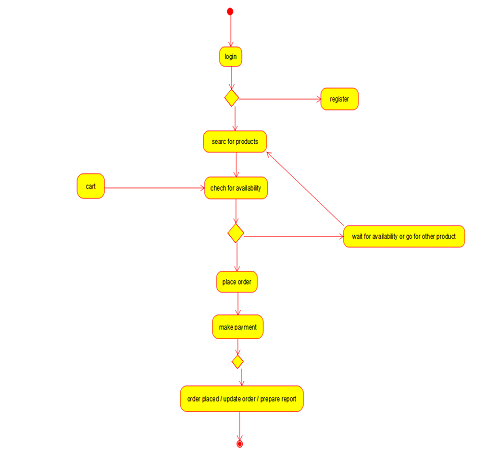 login
register
searc for products
cart
chech for availability
wait for availability or go for other product
place order
make payment
order placed / update order / prepare report